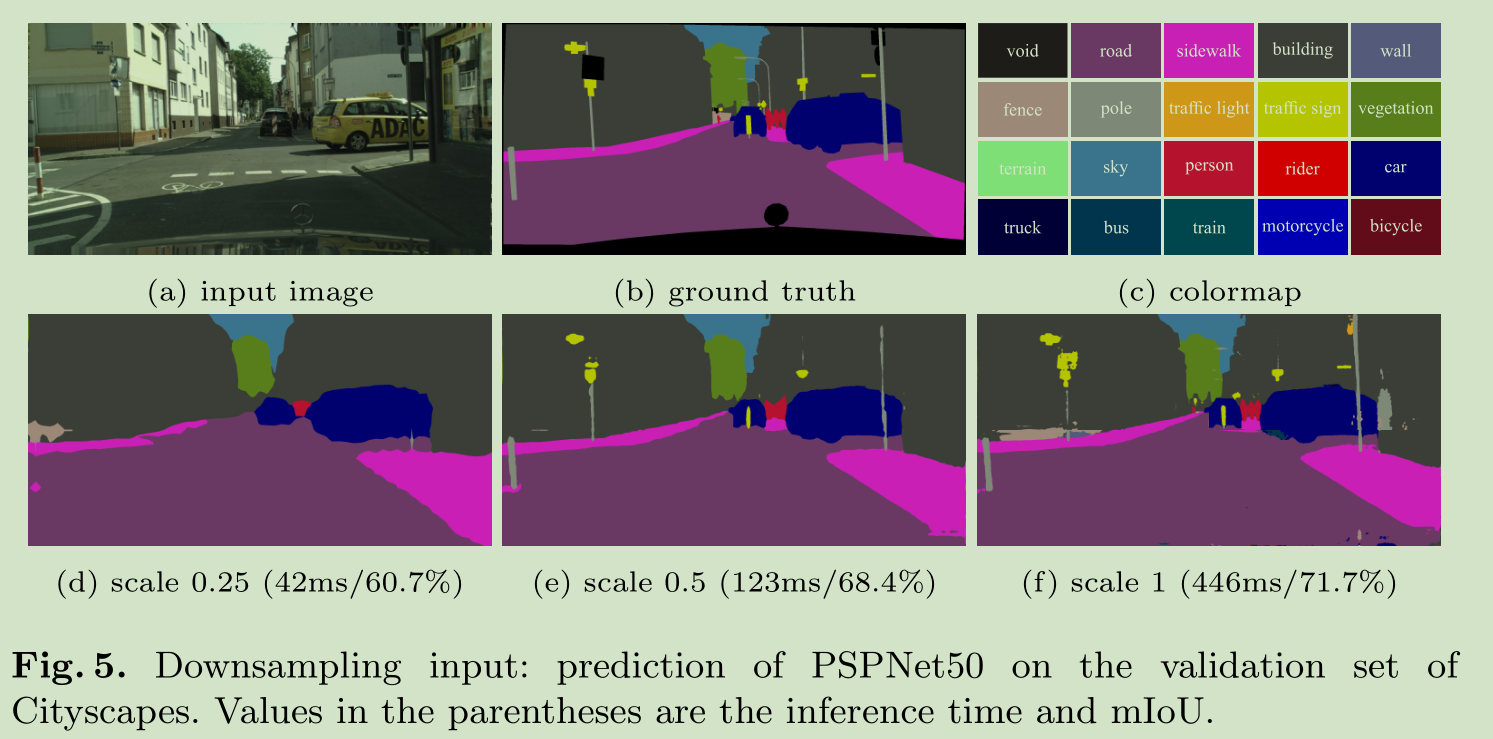 ADAC
void road sidewalk building wall
fence pole traffic light traffic sign vegetation
terrain sky person rider car
truck bus train motorcycle bicycle
(a) input image (b) ground truth (c) colormap
(d) scale 0.25 (42ms/60.7%) (e) scale 0.5 (123ms/68.4%) (f) scale 1 (446ms/71.7%)
Fig. 5. Downsampling input: prediction of PSPNet50 on the validation set of
Cityscapes. Values in the parentheses are the inference time and mIoU.